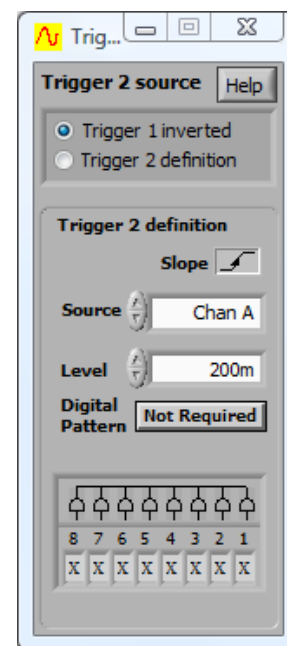 Trig...
Trigger 2 source Help
Trigger 1 inverted
Trigger 2 definition
Trigger 2 definition
Slope
Source Chan A
Level 200m
Digital Pattern Not Required
8 7 6 5 4 3 2 1
X X X X X X X X